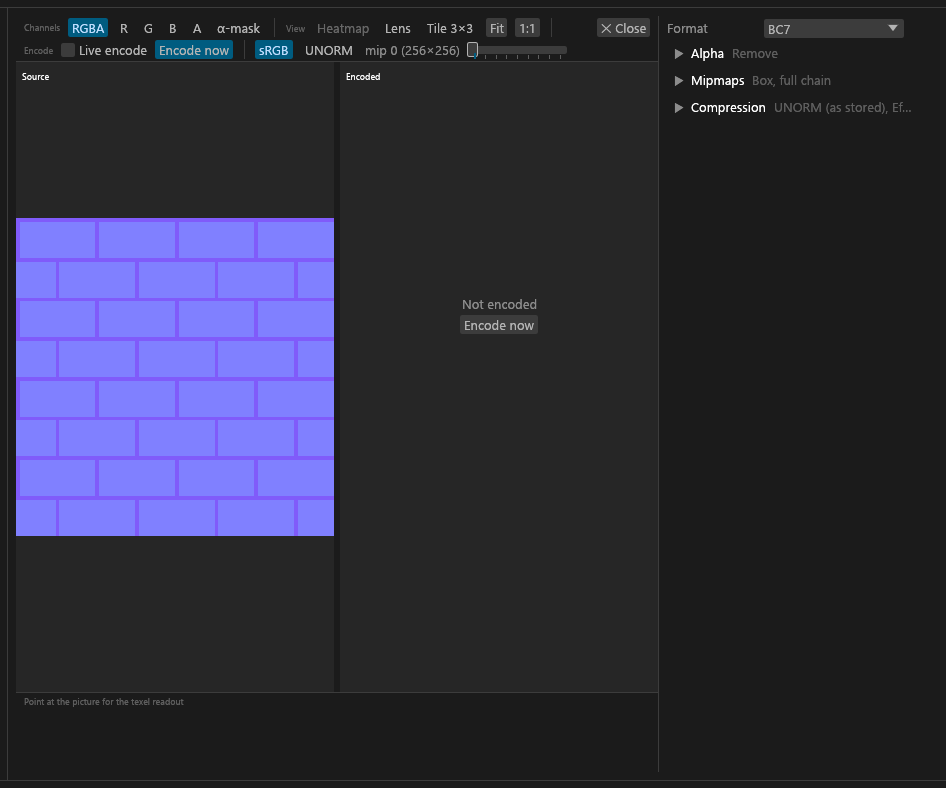 Channels RGBA R G B A α-mask View Heatmap Lens Tile 3×3 Fit 1:1 × Close
Encode Live encode Encode now sRGB UNORM mip 0 (256×256)
Source
Encoded
Not encoded
Encode now
Point at the picture for the texel readout
Format BC7
Alpha Remove
Mipmaps Box, full chain
Compression UNORM (as stored), Ef...